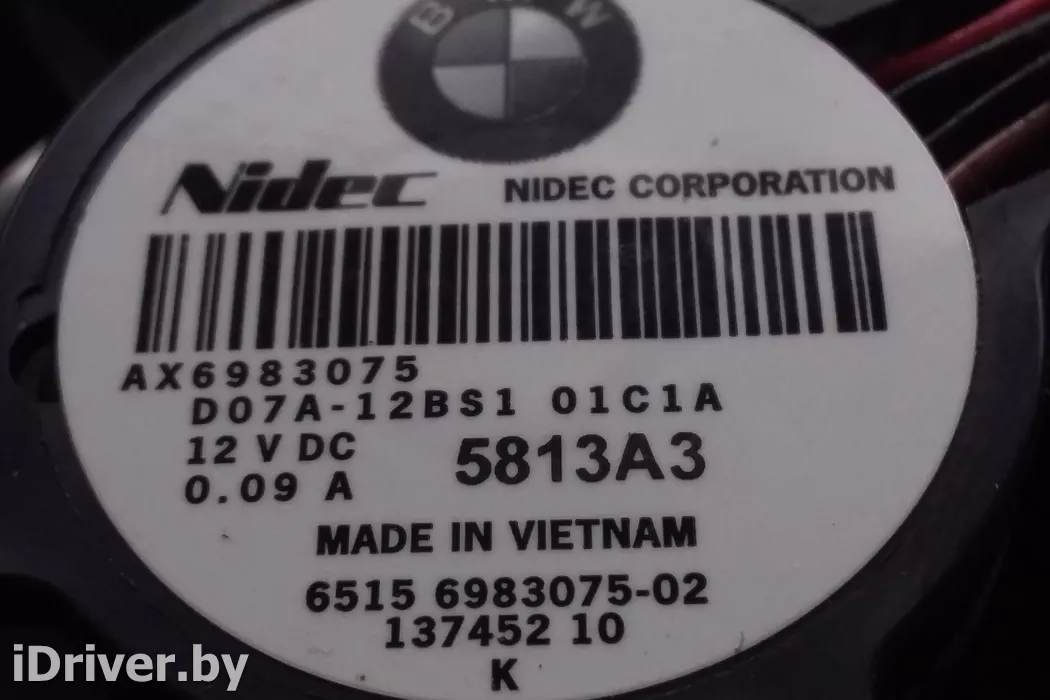 BMW
Nidec NIDEC CORPORATION
AX6983075
D07A-12BS1 01C1A
12 V DC
0.09 A 5813A3
MADE IN VIETNAM
6515 6983075-02
137452 10
K
iDriver.by